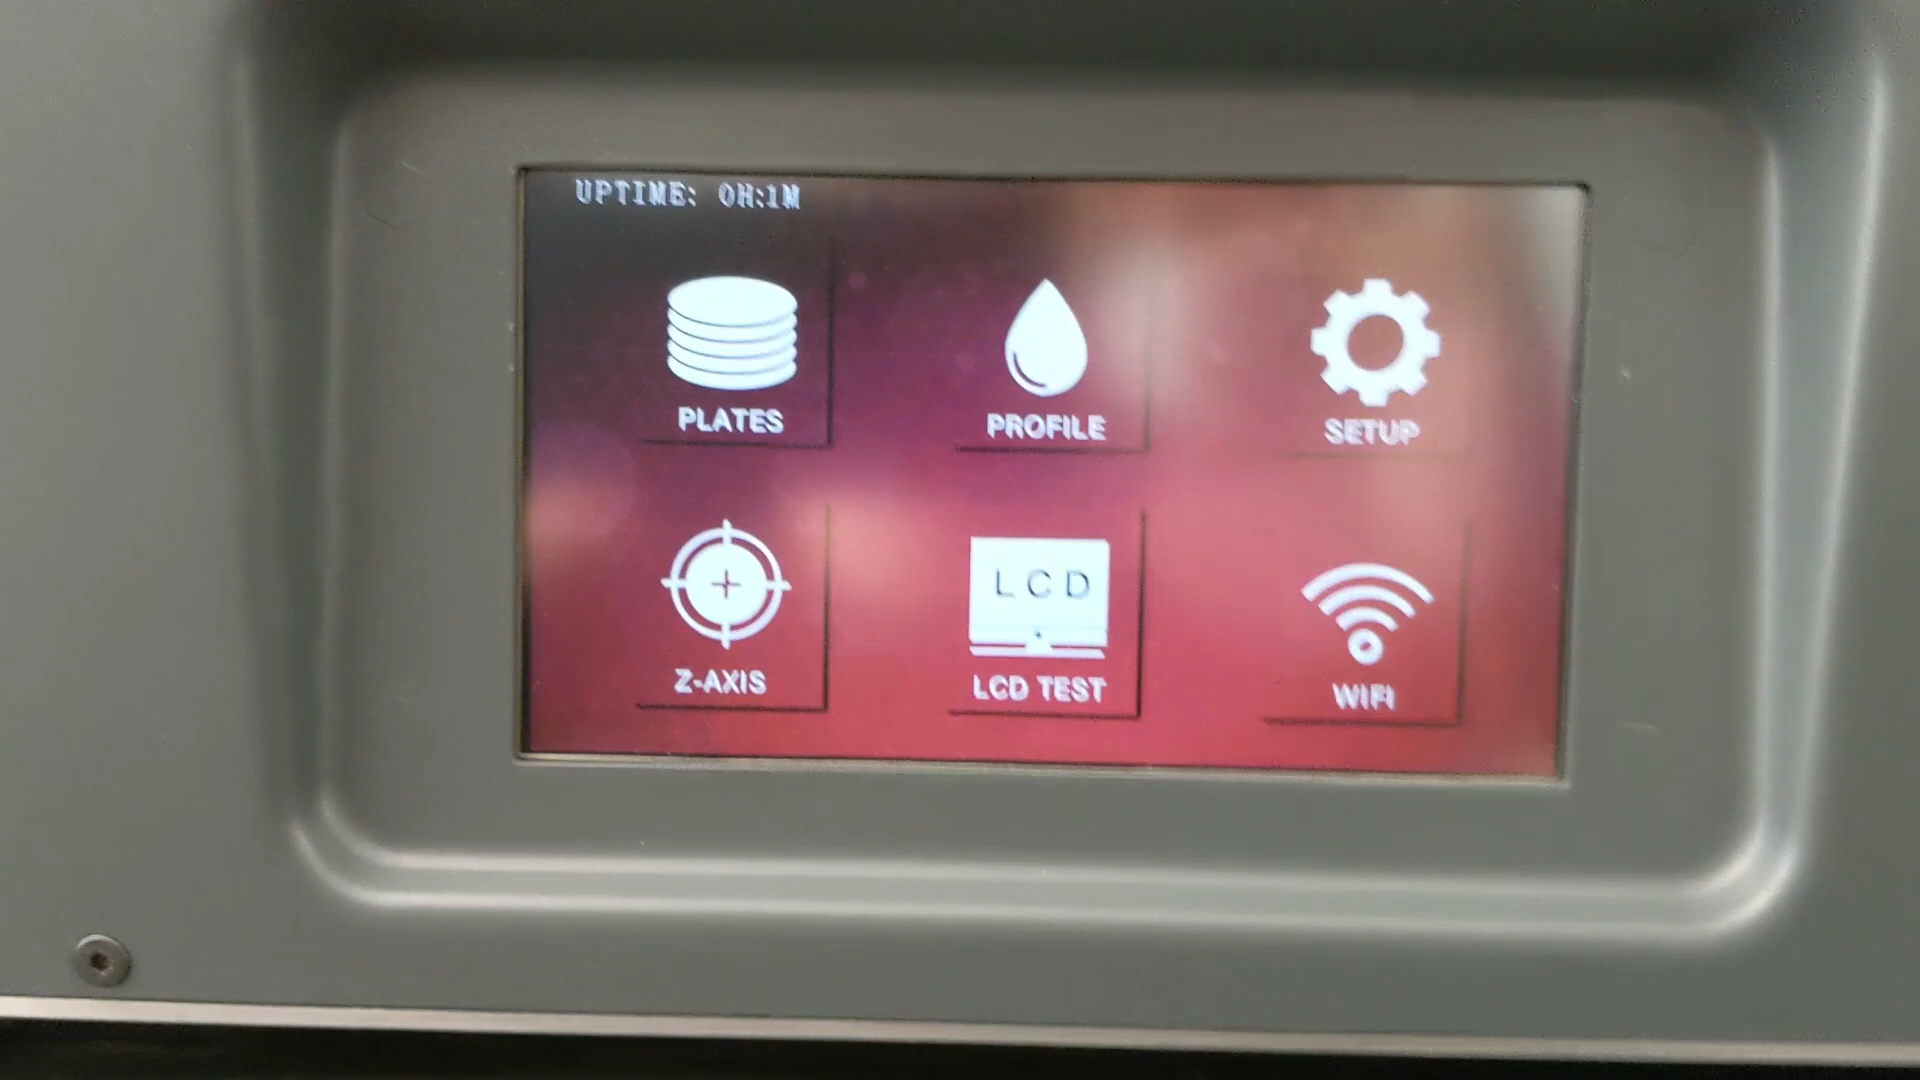 UPTIME: 0H:1M
PLATES
PROFILE
SETUP
LCD
Z-AXIS
LCD TEST
WIFI